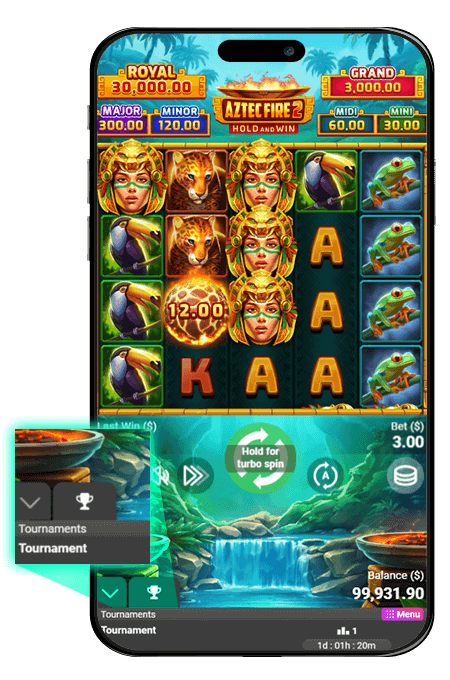 ROYAL
30,000.00
GRAND
3,000.00
AZTEC FIRE 2
HOLD AND WIN
MAJOR
300.00
MINOR
120.00
MIDI
60.00
MINI
30.00
A
12.00
A
K A A A
Last Win ($)
Bet ($)
3.00
Hold for
turbo spin
A
Tournaments
Tournament
Balance ($)
99,931.90
Tournaments
Menu
Tournament
1
1d : 01h : 20m